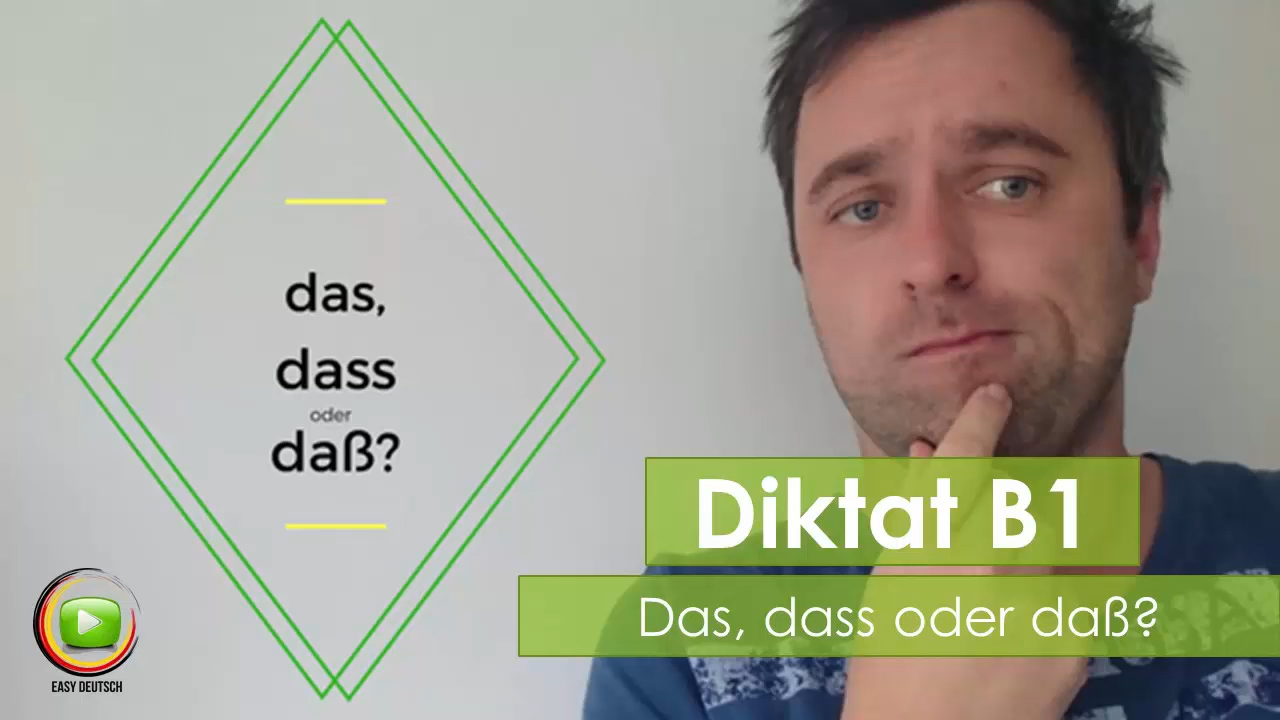 das,
dass
oder
daß?
Diktat B1
Das, dass oder daß?
EASY DEUTSCH